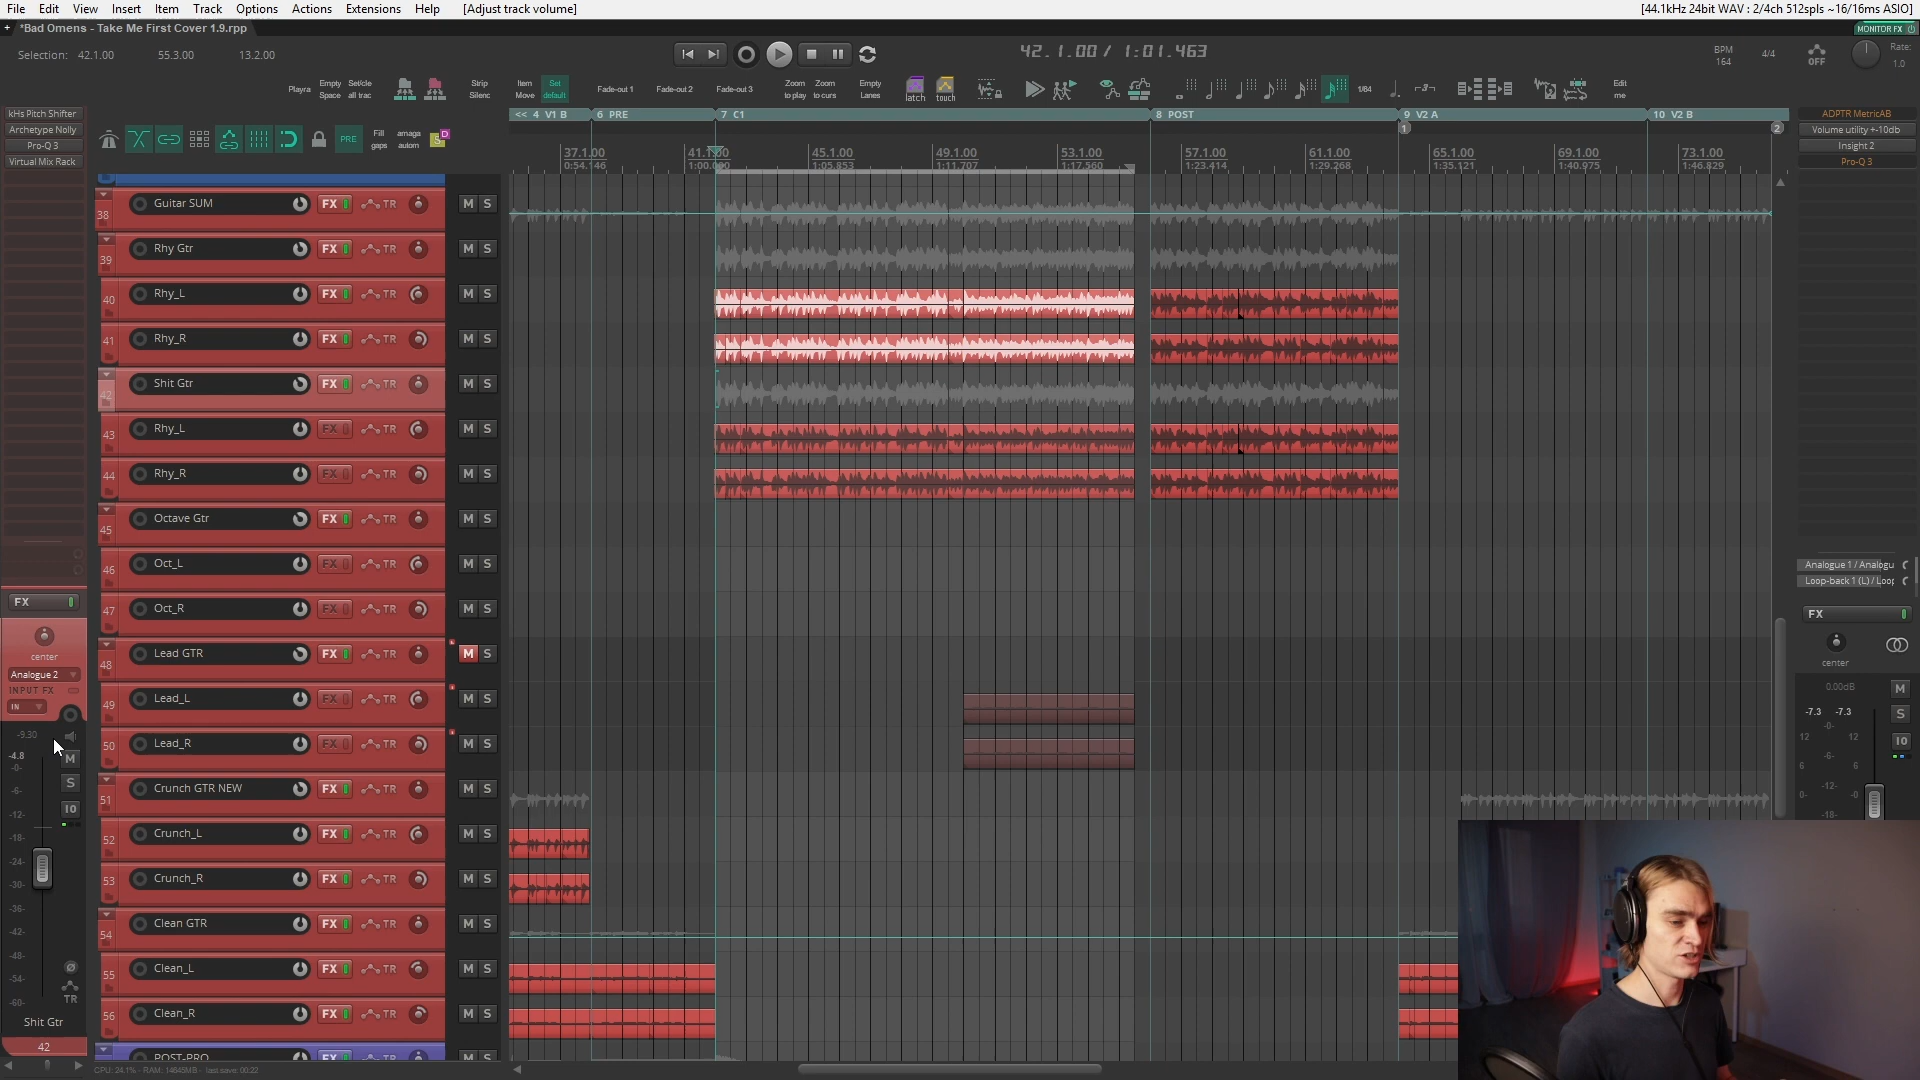 File Edit View Insert Item Track Options Actions Extensions Help [Adjust track volume] [44.1kHz 24bit WAV : 2/4ch 512spls ~16/16ms ASIO]
+ *Bad Omens - Take Me First Cover 1.9.rpp MONITOR FX
Selection: 42.1.00 55.3.00 13.2.00 42.1.00 / 1:01.463 BPM 164 4/4 OFF Rate: 1.0
Playra Empty Space Set/cle all trac Strip Silenc Item Move Set default Fade-out 1 Fade-out 2 Fade-out 3 Zoom to play Zoom to curs Empty Lanes latch touch 1/64 -3- Edit me
kHs Pitch Shifter << 4 V1 B 6 PRE 7 C1 8 POST 9 V2 A 10 V2 B ADPTR MetricAB
Archetype Nolly 1 2 Volume utility +-10db
Pro-Q 3 PRE Fill gaps amaga autom S D Insight 2
Virtual Mix Rack 37.1.00 45.1.00 49.1.00 53.1.00 57.1.00 61.1.00 65.1.00 69.1.00 73.1.00 Pro-Q 3
0:54.146 1:05.853 1:11.707 1:17.560 1:23.414 1:29.268 1:35.121 1:40.975 1:46.829
38 Guitar SUM FX TR M S
39 Rhy Gtr FX TR M S
40 Rhy_L FX TR M S
41 Rhy_R FX TR M S
42 Shit Gtr FX TR M S
43 Rhy_L FX TR M S
44 Rhy_R FX TR M S
45 Octave Gtr FX TR M S
46 Oct_L FX TR M S
47 Oct_R FX TR M S
48 Lead GTR FX TR M S
49 Lead_L FX TR M S
50 Lead_R FX TR M S
51 Crunch GTR NEW FX TR M S
52 Crunch_L FX TR M S
53 Crunch_R FX TR M S
54 Clean GTR FX TR M S
55 Clean_L FX TR M S
56 Clean_R FX TR M S
POST-PRO FX TR M S
FX
center
Analogue 2
INPUT FX
IN
-9.30
-4.8
M
-0-
S
-6-
IO
-12-
-18-
-24-
-30-
-36-
-42-
-48-
-54-
TR
-60-
Shit Gtr
42
CPU: 24.1% - RAM: 14845MB - last save: 00:22
Analogue 1 / Analogu
Loop-back 1 (L) / Loop
FX
center
0.00dB M
-7.3 -7.3 S
-0-
12 12 IO
6 -6- 6
0- -12- -0
-18-